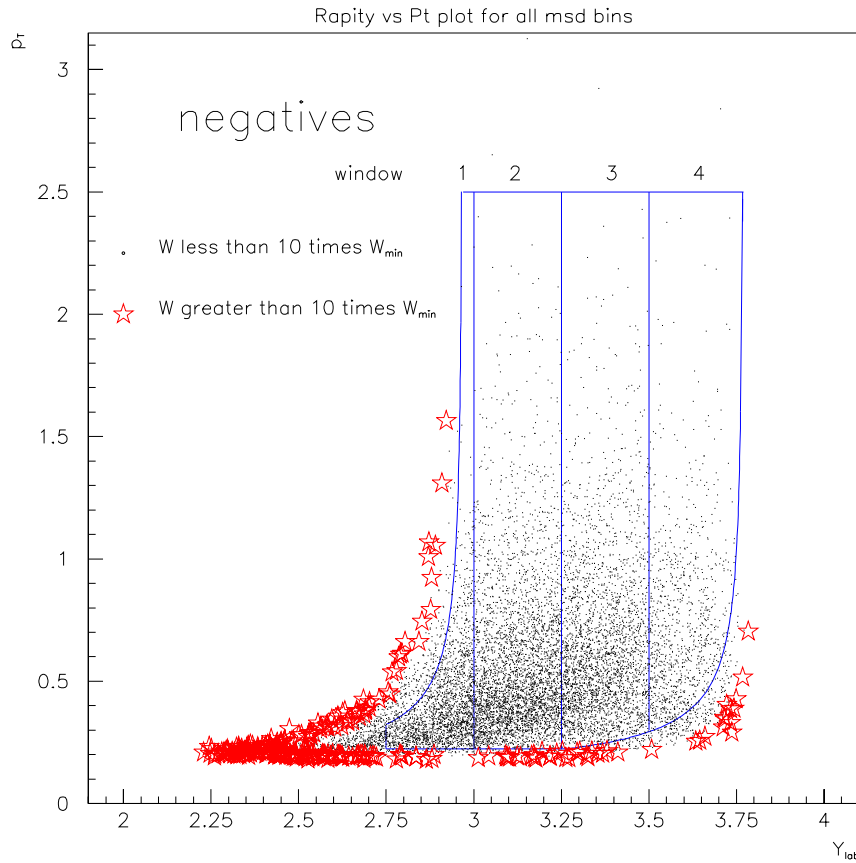 Rapity vs Pt plot for all msd bins
pT
3
negatives
window 1 2 3 4
2.5
W less than 10 times Wmin
W greater than 10 times Wmin
2
1.5
1
0.5
0
2 2.25 2.5 2.75 3 3.25 3.5 3.75 4
Ylab